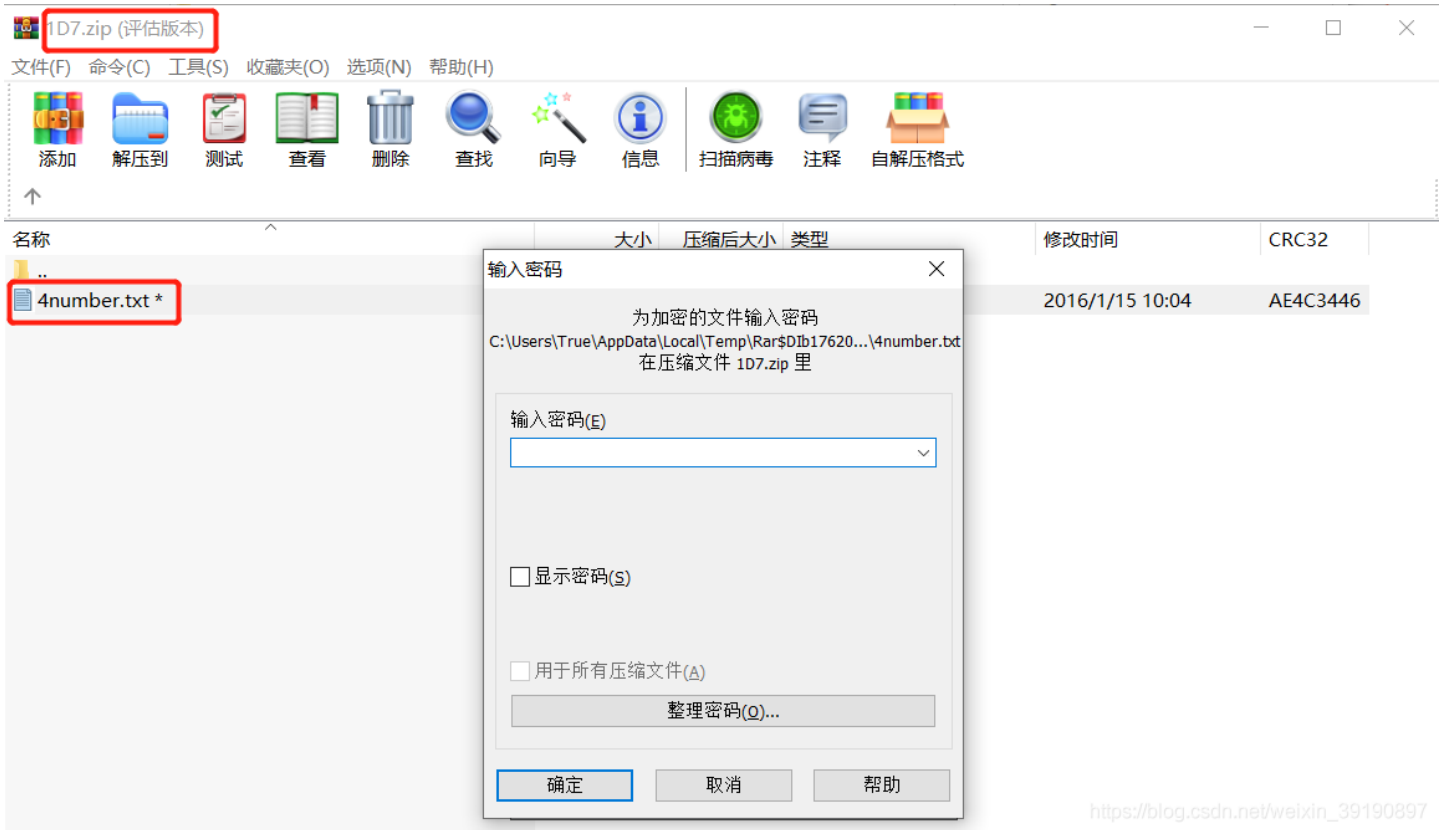 1D7.zip (评估版本)
文件(F) 命令(C) 工具(S) 收藏夹(O) 选项(N) 帮助(H)
添加 解压到 测试 查看 删除 查找 向导 信息 扫描病毒 注释 自解压格式
名称 大小 压缩后大小 类型 修改时间 CRC32
..
4number.txt * 2016/1/15 10:04 AE4C3446
输入密码
为加密的文件输入密码
C:\Users\True\AppData\Local\Temp\Rar$DIb17620...\4number.txt
在压缩文件 1D7.zip 里
输入密码(E)
显示密码(S)
用于所有压缩文件(A)
整理密码(O)...
确定 取消 帮助
https://blog.csdn.net/weixin_39190897